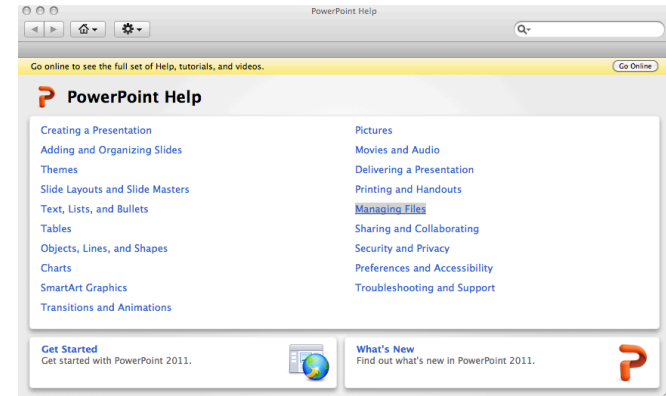 PowerPoint Help
Go online to see the full set of Help, tutorials, and videos.
Go Online
PowerPoint Help
Creating a Presentation
Adding and Organizing Slides
Themes
Slide Layouts and Slide Masters
Text, Lists, and Bullets
Tables
Objects, Lines, and Shapes
Charts
SmartArt Graphics
Transitions and Animations
Pictures
Movies and Audio
Delivering a Presentation
Printing and Handouts
Managing Files
Sharing and Collaborating
Security and Privacy
Preferences and Accessibility
Troubleshooting and Support
Get Started
Get started with PowerPoint 2011.
What's New
Find out what's new in PowerPoint 2011.